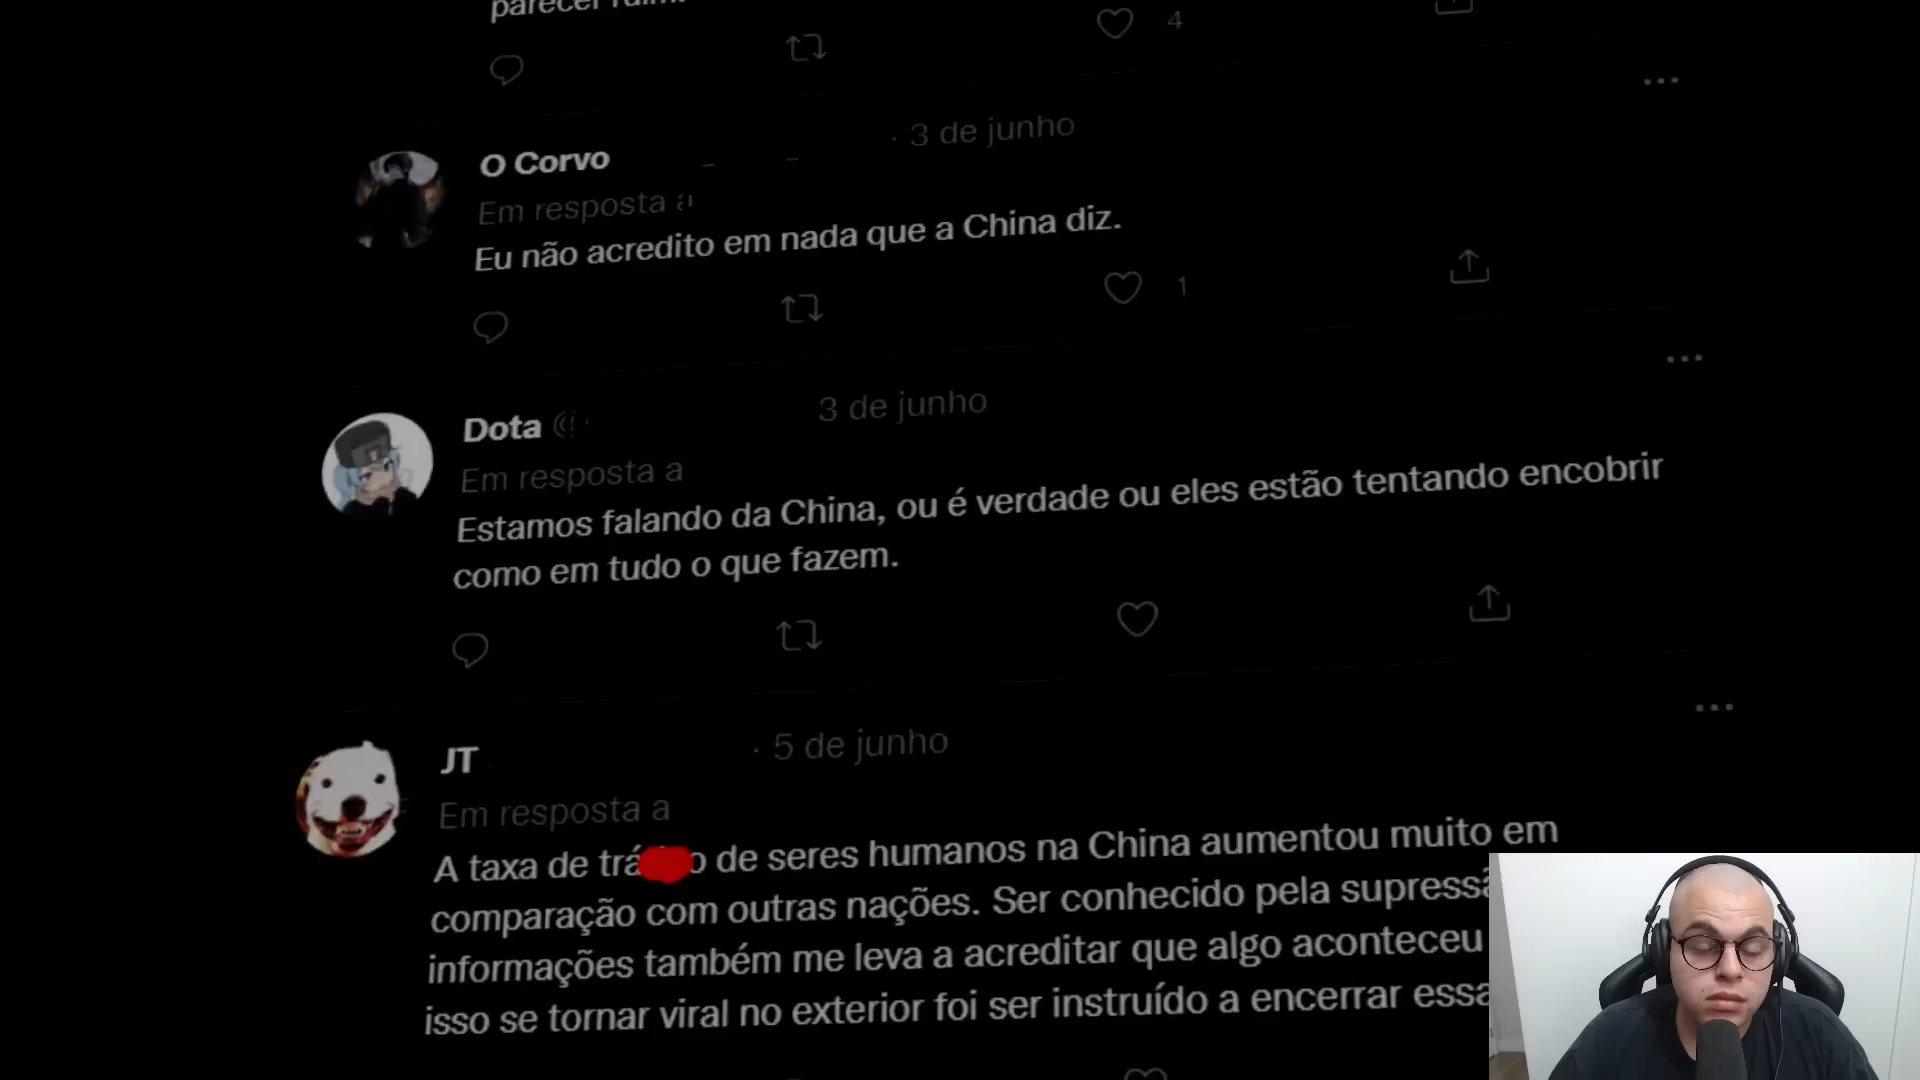 parecer ruim.
4
O Corvo · 3 de junho
Em resposta a
Eu não acredito em nada que a China diz.
1
Dota @ 3 de junho
Em resposta a
Estamos falando da China, ou é verdade ou eles estão tentando encobrir
como em tudo o que fazem.
JT · 5 de junho
Em resposta a
A taxa de de seres humanos na China aumentou muito em
comparação com outras nações. Ser conhecido pela
informações também me leva a acreditar que algo aconteceu
isso se tornar viral no exterior foi ser instruído a encerrar